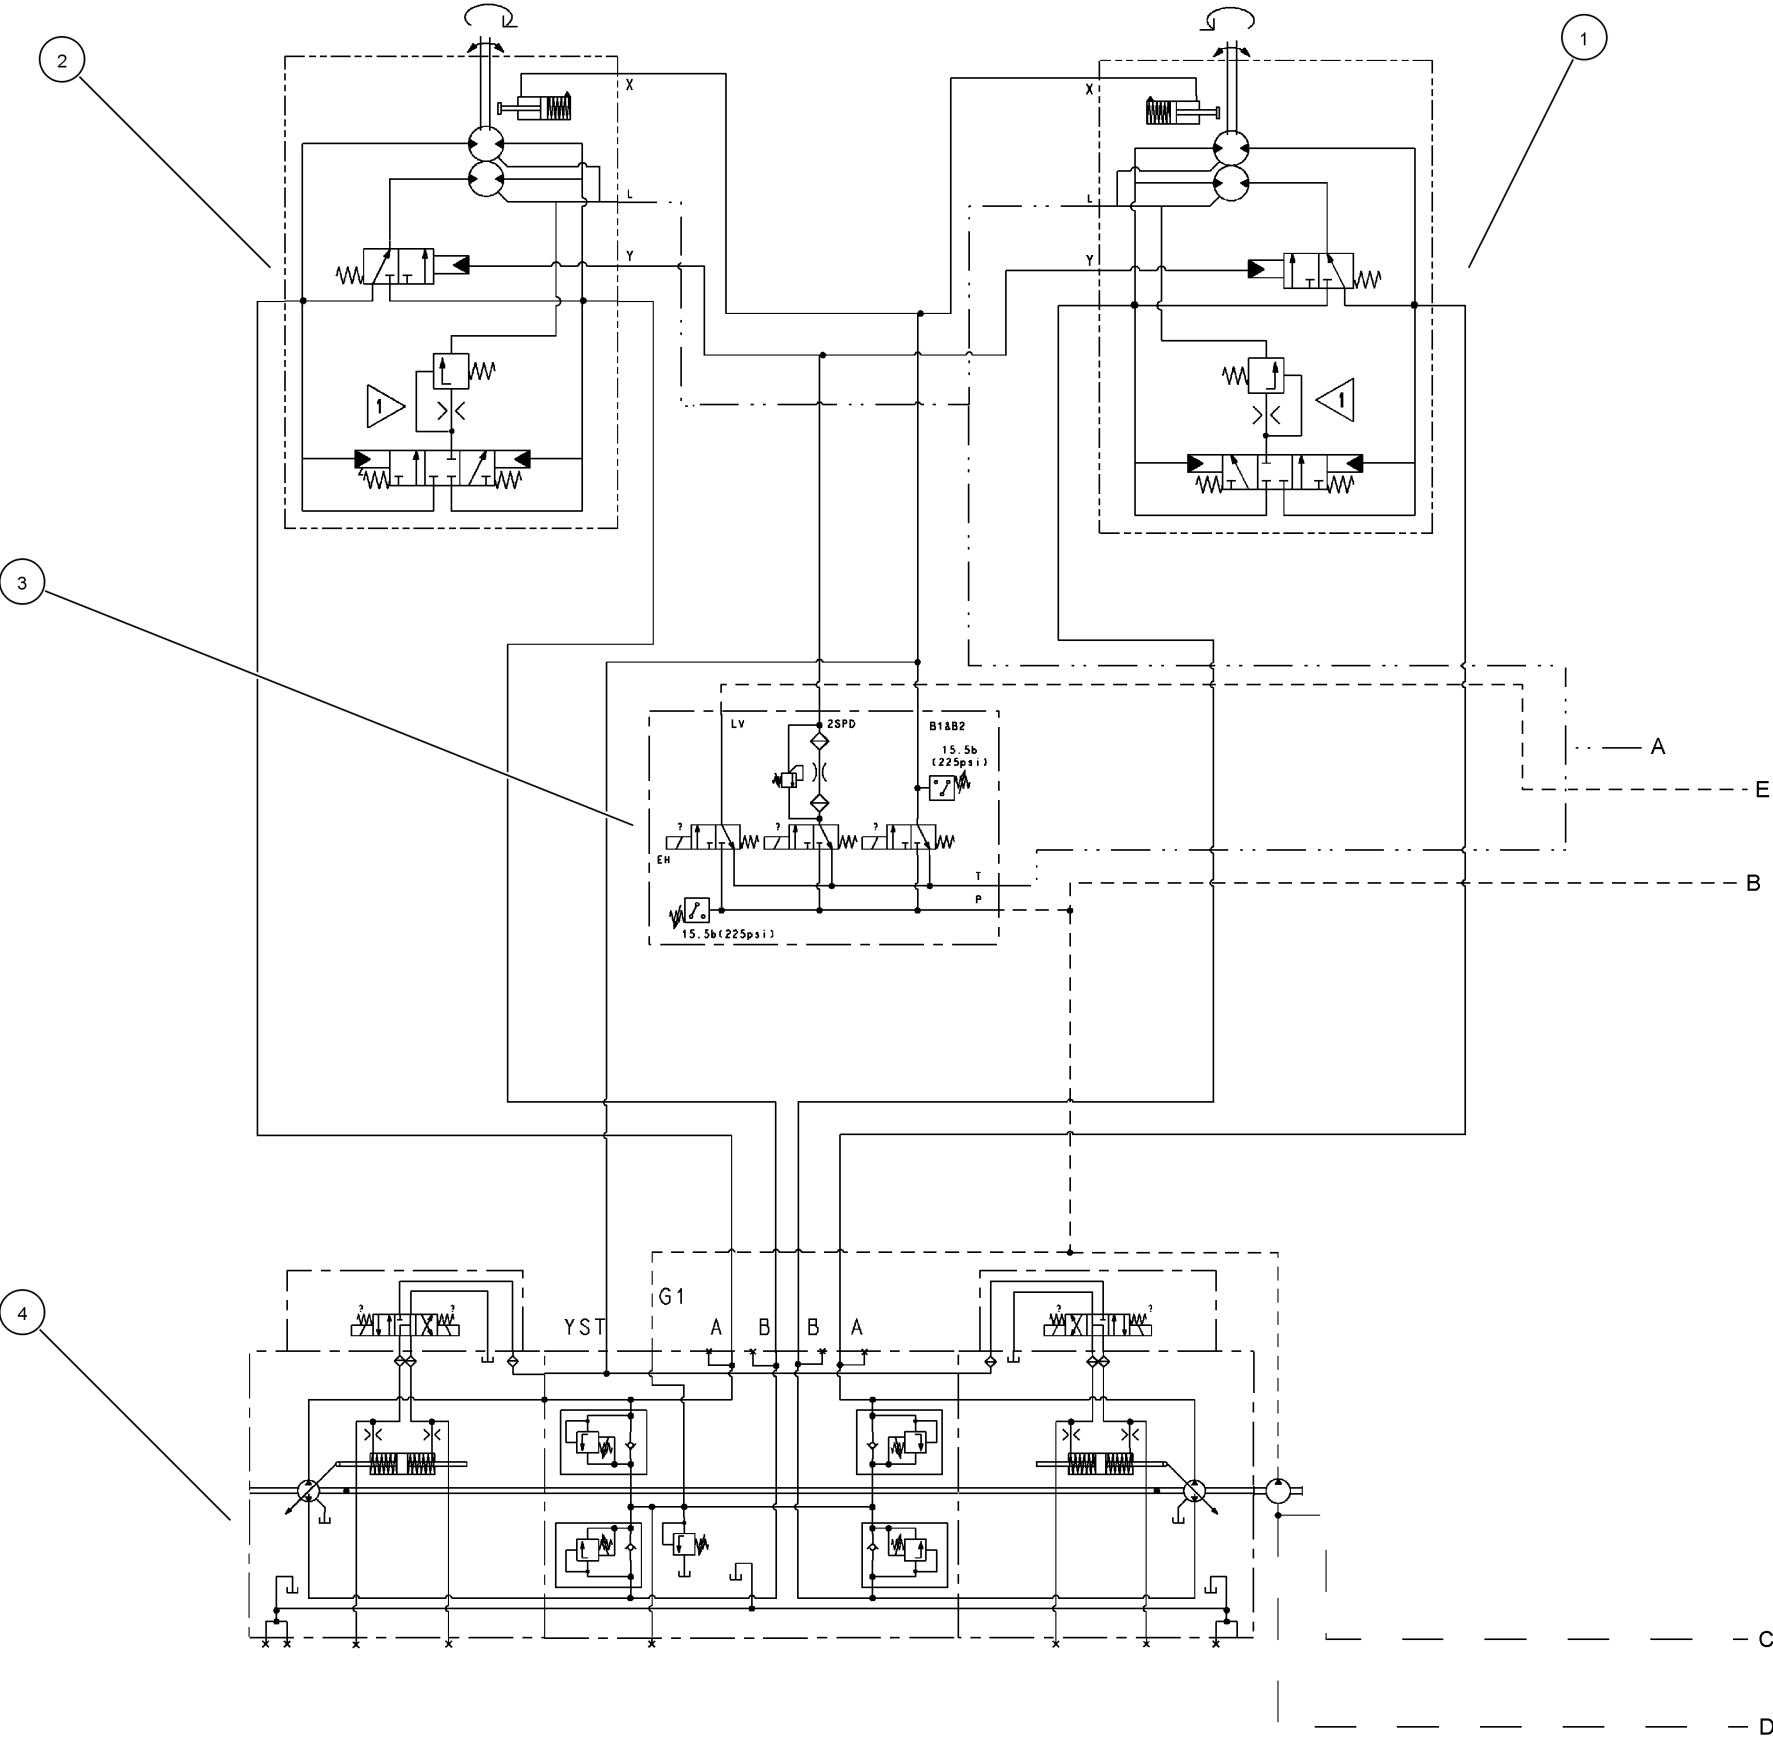 2
1
X
X
L
L
Y
Y
1
1
3
LV
2SPD
B1&B2
15.5b
(225psi)
A
E
?
?
?
EH
T
B
P
15.5b(225psi)
4
G1
?
?
?
?
YST
A
B
B
A
C
D